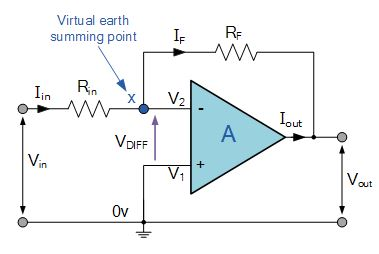 Virtual earth
summing point
I_F
R_F
I_in
R_in
x
V_2
-
V_DIFF
A
I_out
V_in
V_1
+
V_out
0v